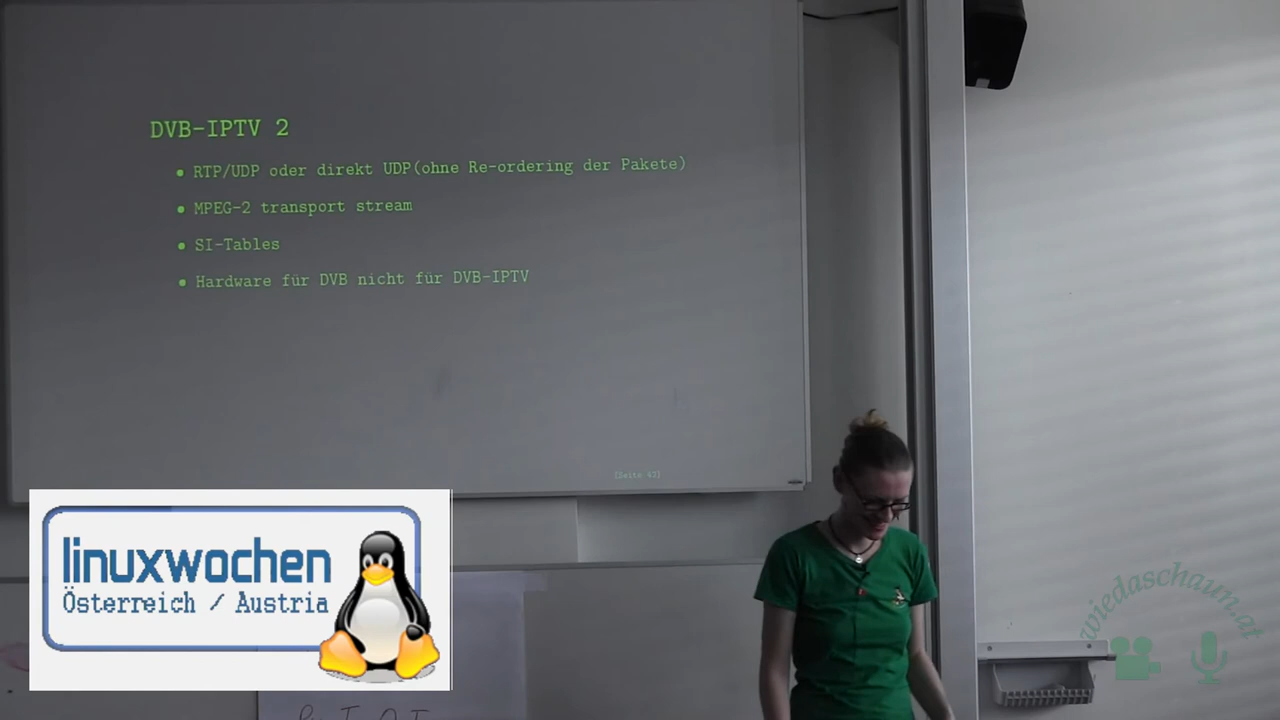 DVB-IPTV 2
• RTP/UDP oder direkt UDP(ohne Re-ordering der Pakete)
• MPEG-2 transport stream
• SI-Tables
• Hardware für DVB nicht für DVB-IPTV
linuxwochen
Österreich / Austria
wiedaschaun.at